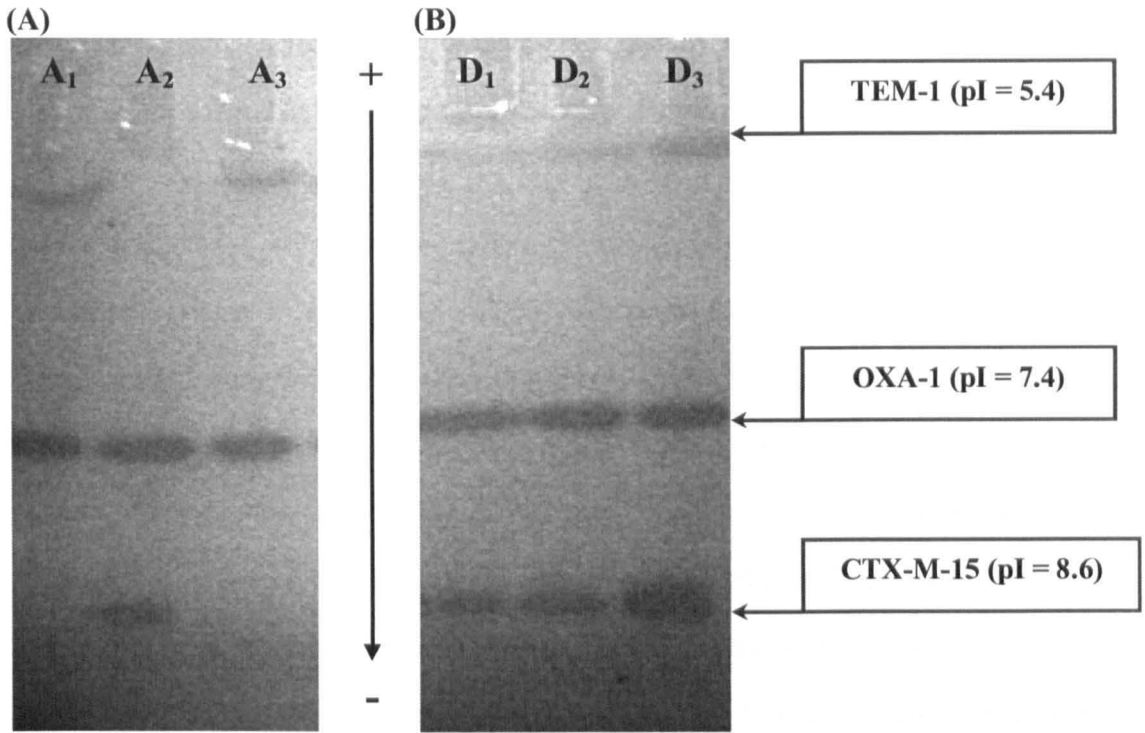 (A)
(B)
A₁ A₂ A₃
+
D₁ D₂ D₃
TEM-1 (pI = 5.4)
OXA-1 (pI = 7.4)
CTX-M-15 (pI = 8.6)
-